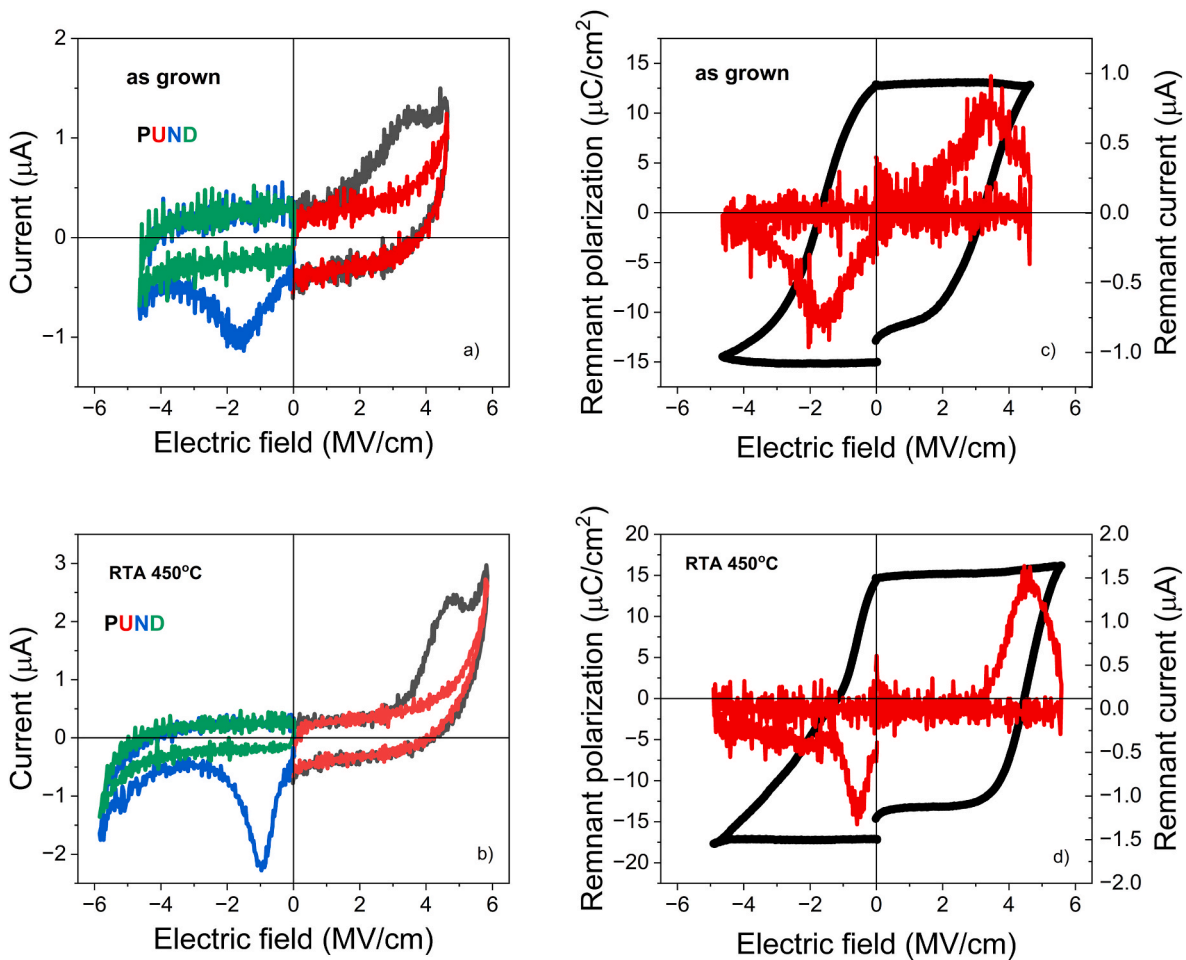 2
1
0
−1
Current (μA)
as grown
PUND
a)
−6 −4 −2 0 2 4 6
Electric field (MV/cm)
15
10
5
0
−5
−10
−15
Remnant polarization (μC/cm²)
as grown
c)
1.0
0.5
0.0
−0.5
−1.0
Remnant current (μA)
−6 −4 −2 0 2 4 6
Electric field (MV/cm)
3
2
1
0
−1
−2
Current (μA)
RTA 450°C
PUND
b)
−6 −4 −2 0 2 4 6
Electric field (MV/cm)
20
15
10
5
0
−5
−10
−15
−20
Remnant polarization (μC/cm²)
RTA 450°C
d)
2.0
1.5
1.0
0.5
0.0
−0.5
−1.0
−1.5
−2.0
Remnant current (μA)
−6 −4 −2 0 2 4 6
Electric field (MV/cm)